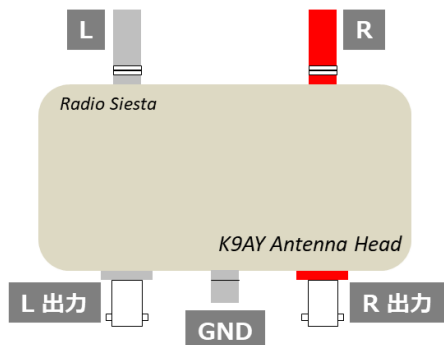 L
R
Radio Siesta
K9AY Antenna Head
L 出力
R 出力
GND